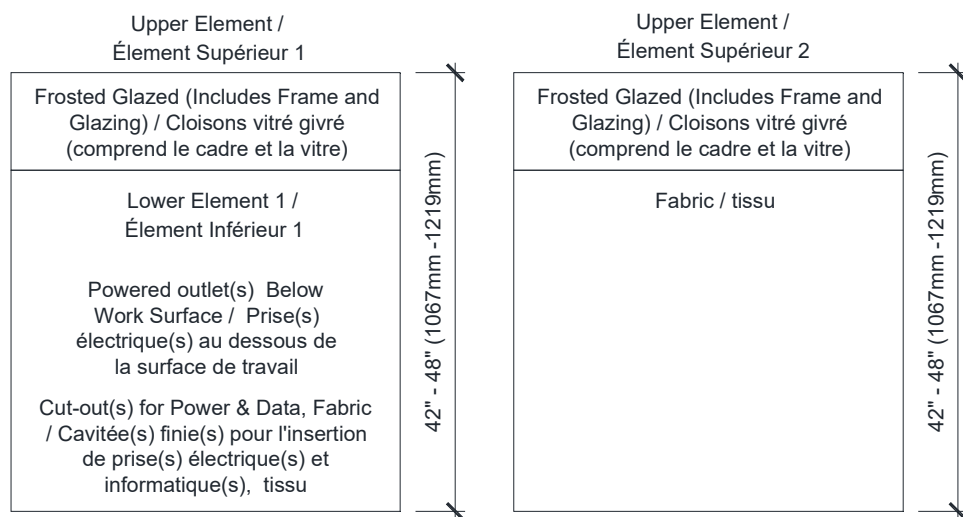 Upper Element /
Élement Supérieur 1
Frosted Glazed (Includes Frame and
Glazing) / Cloisons vitré givré
(comprend le cadre et la vitre)
Lower Element 1 /
Élement Inférieur 1
Powered outlet(s) Below
Work Surface / Prise(s)
électrique(s) au dessous de
la surface de travail
Cut-out(s) for Power & Data, Fabric
/ Cavitée(s) finie(s) pour l'insertion
de prise(s) électrique(s) et
informatique(s), tissu
42" - 48" (1067mm -1219mm)
Upper Element /
Élement Supérieur 2
Frosted Glazed (Includes Frame and
Glazing) / Cloisons vitré givré
(comprend le cadre et la vitre)
Fabric / tissu
42" - 48" (1067mm -1219mm)